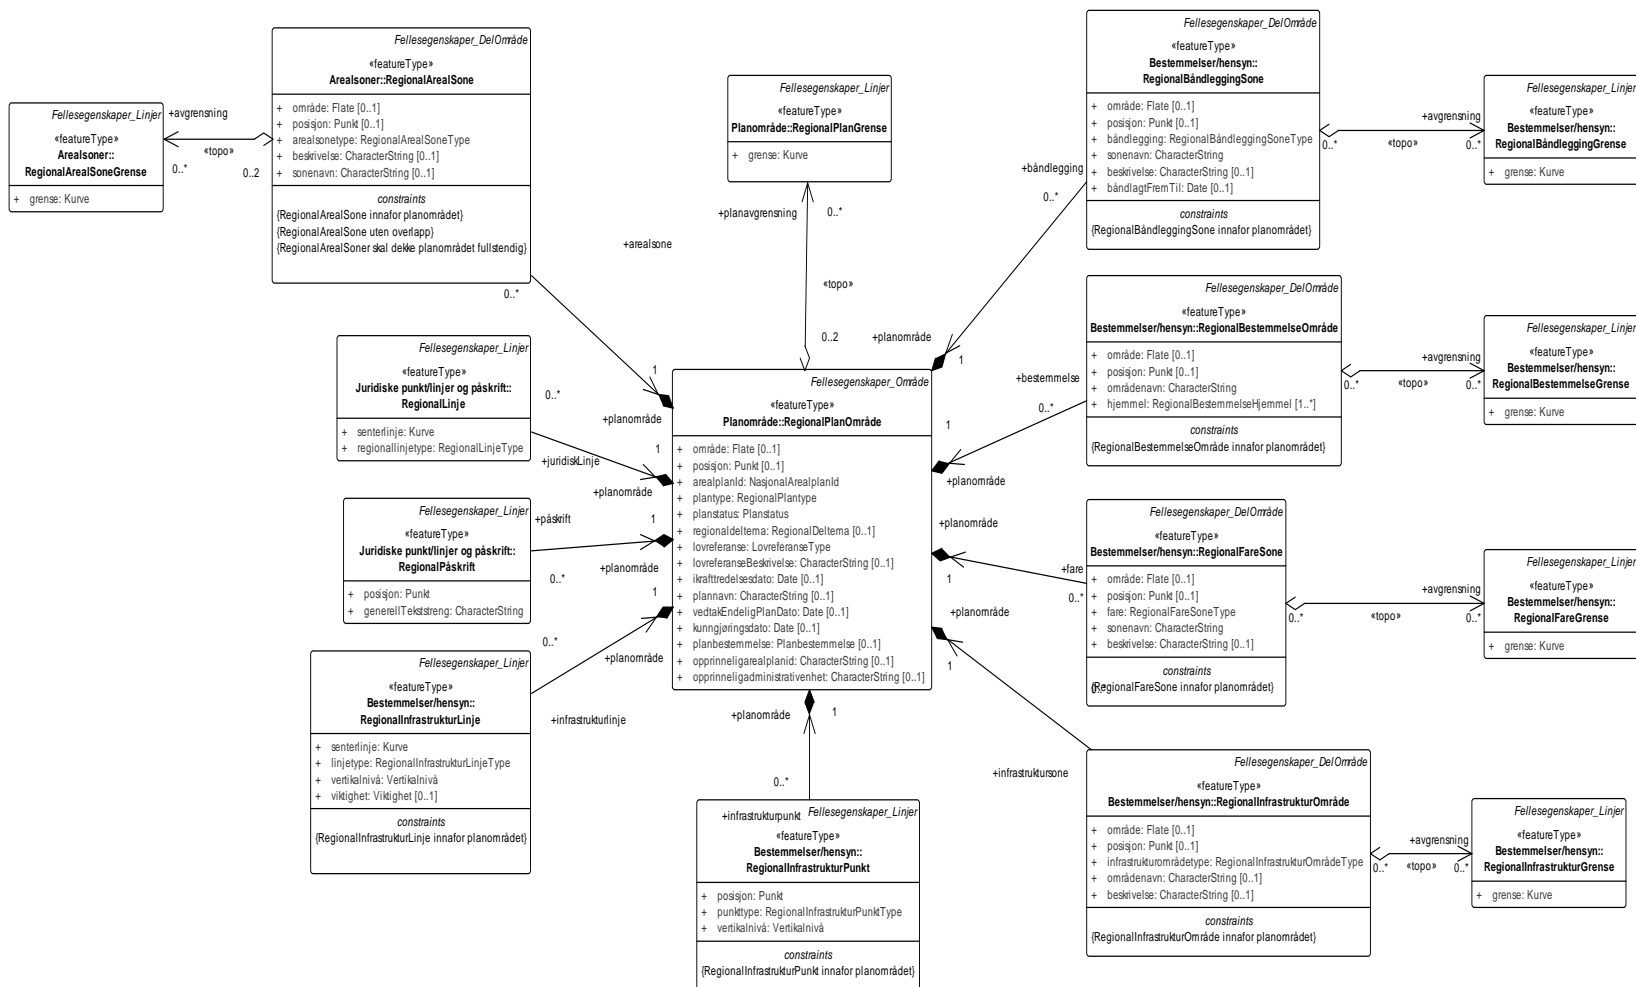 Fellesegenskaper_Linjer
«featureType»
Arealsoner::
RegionalArealSoneGrense
+ grense: Kurve
+avgrensning
0..*
«topo»
0..2
Fellesegenskaper_DelOmråde
«featureType»
Arealsoner::RegionalArealSone
+ område: Flate [0..1]
+ posisjon: Punkt [0..1]
+ arealsonetype: RegionalArealSoneType
+ beskrivelse: CharacterString [0..1]
+ sonenavn: CharacterString [0..1]
constraints
{RegionalArealSone innafor planområdet}
{RegionalArealSone uten overlapp}
{RegionalArealSoner skal dekke planområdet fullstendig}
+arealsone
0..*
1
+planområde
Fellesegenskaper_Linjer
«featureType»
Planområde::RegionalPlanGrense
+ grense: Kurve
+planavgrensning
0..*
«topo»
0..2
Fellesegenskaper_DelOmråde
«featureType»
Bestemmelser/hensyn::
RegionalBåndleggingSone
+ område: Flate [0..1]
+ posisjon: Punkt [0..1]
+ båndlegging: RegionalBåndleggingSoneType
+ sonenavn: CharacterString
+ beskrivelse: CharacterString [0..1]
+ båndlagtFremTil: Date [0..1]
constraints
{RegionalBåndleggingSone innafor planområdet}
+båndlegging
0..*
+planområde
1
+avgrensning
0..*
«topo»
0..*
Fellesegenskaper_Linjer
«featureType»
Bestemmelser/hensyn::
RegionalBåndleggingGrense
+ grense: Kurve
Fellesegenskaper_Linjer
«featureType»
Juridiske punkt/linjer og påskrift::
RegionalLinje
+ senterlinje: Kurve
+ regionallinjetype: RegionalLinjeType
0..*
+juridiskLinje
1
+planområde
Fellesegenskaper_Område
«featureType»
Planområde::RegionalPlanOmråde
+ område: Flate [0..1]
+ posisjon: Punkt [0..1]
+ arealplanId: NasjonalArealplanId
+ plantype: RegionalPlantype
+ planstatus: Planstatus
+ regionaldeltema: RegionalDeltema [0..1]
+ lovreferanse: LovreferanseType
+ lovreferanseBeskrivelse: CharacterString [0..1]
+ ikrafttredelsesdato: Date [0..1]
+ plannavn: CharacterString [0..1]
+ vedtakEndeligPlanDato: Date [0..1]
+ kunngjøringsdato: Date [0..1]
+ planbestemmelse: Planbestemmelse [0..1]
+ opprinneligarealplanid: CharacterString [0..1]
+ opprinneligadministrativenhet: CharacterString [0..1]
Fellesegenskaper_DelOmråde
«featureType»
Bestemmelser/hensyn::RegionalBestemmelseOmråde
+ område: Flate [0..1]
+ posisjon: Punkt [0..1]
+ områdenavn: CharacterString
+ hjemmel: RegionalBestemmelseHjemmel [1..*]
constraints
{RegionalBestemmelseOmråde innafor planområdet}
+bestemmelse
0..*
1
+planområde
+avgrensning
0..*
«topo»
0..*
Fellesegenskaper_Linjer
«featureType»
Bestemmelser/hensyn::
RegionalBestemmelseGrense
+ grense: Kurve
Fellesegenskaper_Linjer
«featureType»
Juridiske punkt/linjer og påskrift::
RegionalPåskrift
+ posisjon: Punkt
+ generellTekststreng: CharacterString
+påskrift
0..*
1
+planområde
Fellesegenskaper_DelOmråde
«featureType»
Bestemmelser/hensyn::RegionalFareSone
+ område: Flate [0..1]
+ posisjon: Punkt [0..1]
+ fare: RegionalFareSoneType
+ sonenavn: CharacterString
+ beskrivelse: CharacterString [0..1]
constraints
{RegionalFareSone innafor planområdet}
+planområde
1
+fare
0..*
+avgrensning
0..*
«topo»
0..*
Fellesegenskaper_Linjer
«featureType»
Bestemmelser/hensyn::
RegionalFareGrense
+ grense: Kurve
Fellesegenskaper_Linjer
«featureType»
Bestemmelser/hensyn::
RegionalInfrastrukturLinje
+ senterlinje: Kurve
+ linjetype: RegionalInfrastrukturLinjeType
+ vertikalnivå: Vertikalnivå
+ viktighet: Viktighet [0..1]
constraints
{RegionalInfrastrukturLinje innafor planområdet}
0..*
+infrastrukturlinje
1
+planområde
+planområde
1
0..*
+infrastrukturpunkt
Fellesegenskaper_Linjer
«featureType»
Bestemmelser/hensyn::
RegionalInfrastrukturPunkt
+ posisjon: Punkt
+ punkttype: RegionalInfrastrukturPunktType
+ vertikalnivå: Vertikalnivå
constraints
{RegionalInfrastrukturPunkt innafor planområdet}
+planområde
1
0..*
+infrastruktursone
Fellesegenskaper_DelOmråde
«featureType»
Bestemmelser/hensyn::RegionalInfrastrukturOmråde
+ område: Flate [0..1]
+ posisjon: Punkt [0..1]
+ infrastrukturområdetype: RegionalInfrastrukturOmrådeType
+ områdenavn: CharacterString [0..1]
+ beskrivelse: CharacterString [0..1]
constraints
{RegionalInfrastrukturOmråde innafor planområdet}
+avgrensning
0..*
«topo»
0..*
Fellesegenskaper_Linjer
«featureType»
Bestemmelser/hensyn::
RegionalInfrastrukturGrense
+ grense: Kurve